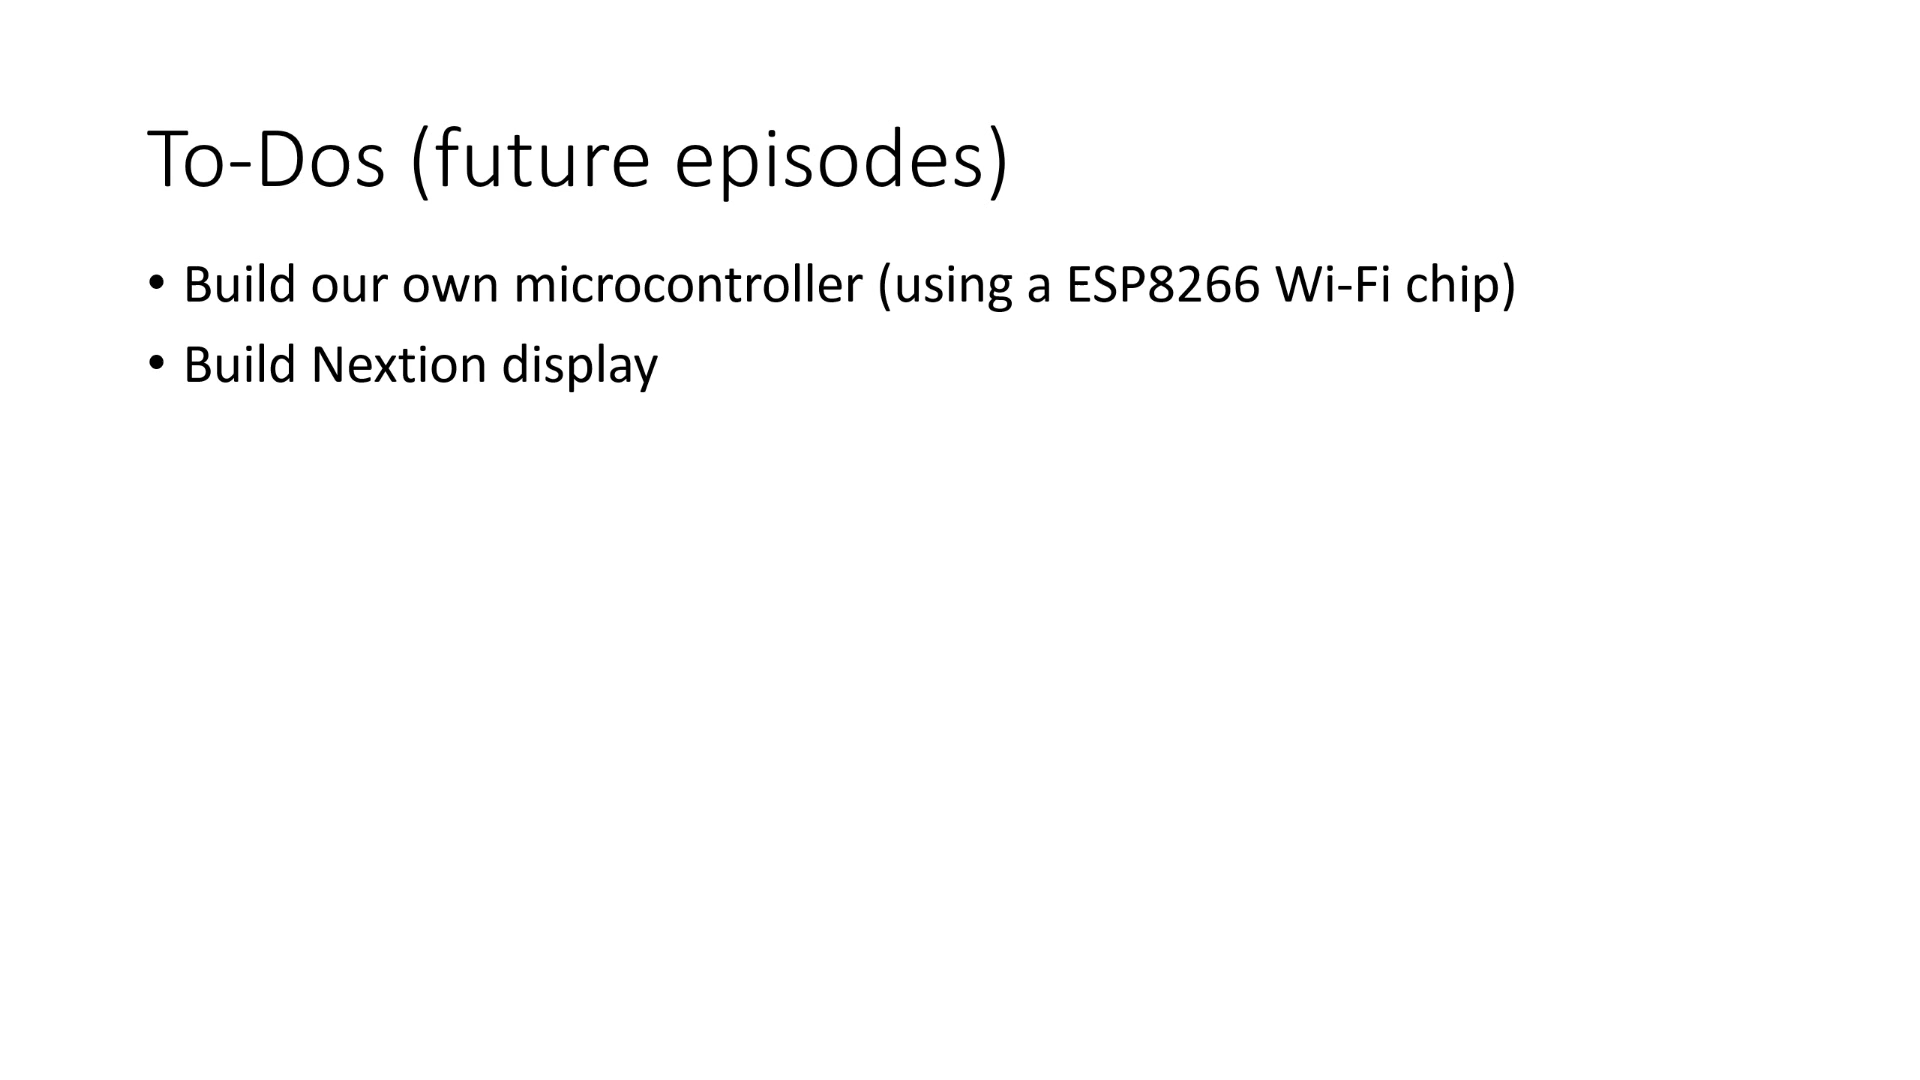 To-Dos (future episodes)
• Build our own microcontroller (using a ESP8266 Wi-Fi chip)
• Build Nextion display